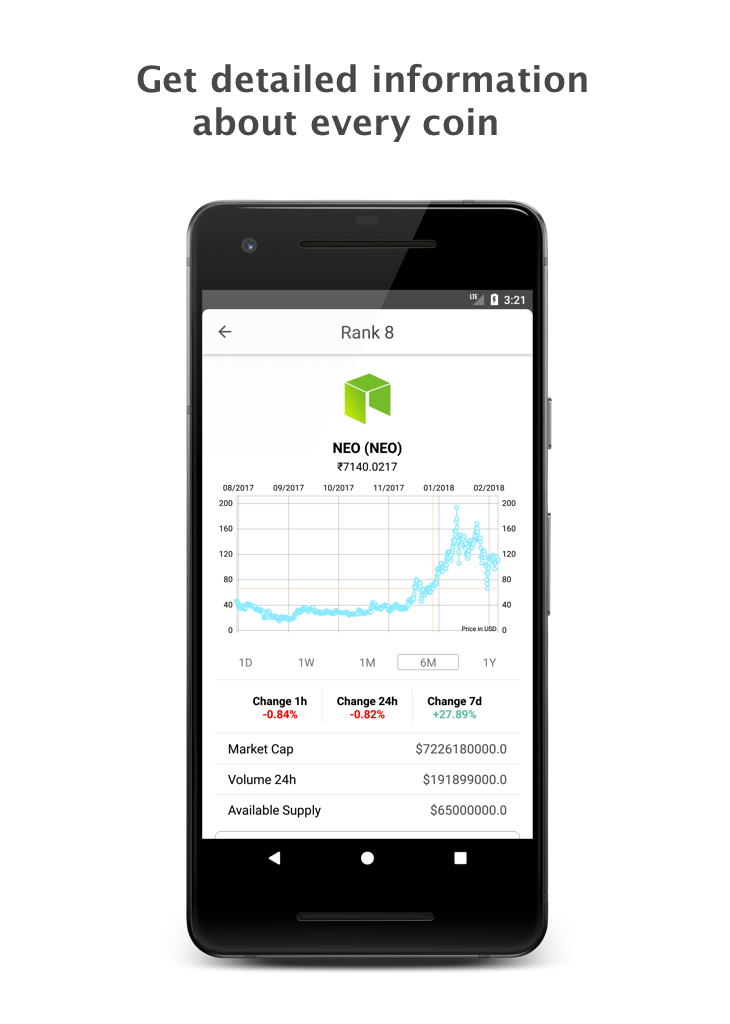 Get detailed information
about every coin
LTE 3:21
Rank 8
NEO (NEO)
₹7140.0217
08/2017 09/2017 10/2017 11/2017 01/2018 02/2018
200 200
160 160
120 120
80 80
40 40
0 Price in USD 0
1D 1W 1M 6M 1Y
Change 1h Change 24h Change 7d
-0.84% -0.82% +27.89%
Market Cap $7226180000.0
Volume 24h $191899000.0
Available Supply $65000000.0